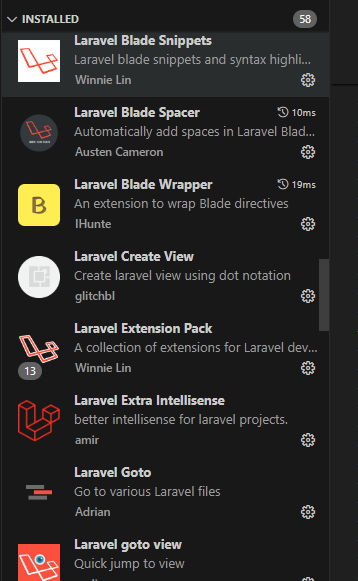 INSTALLED 58
Laravel Blade Snippets
Laravel blade snippets and syntax highli...
Winnie Lin
Laravel Blade Spacer 10ms
Automatically add spaces in Laravel Blad...
Austen Cameron
Laravel Blade Wrapper 19ms
B
An extension to wrap Blade directives
IHunte
Laravel Create View
Create laravel view using dot notation
glitchbl
Laravel Extension Pack
A collection of extensions for Laravel dev...
13
Winnie Lin
Laravel Extra Intellisense
better intellisense for laravel projects.
amir
Laravel Goto
Go to various Laravel files
Adrian
Laravel goto view
Quick jump to view